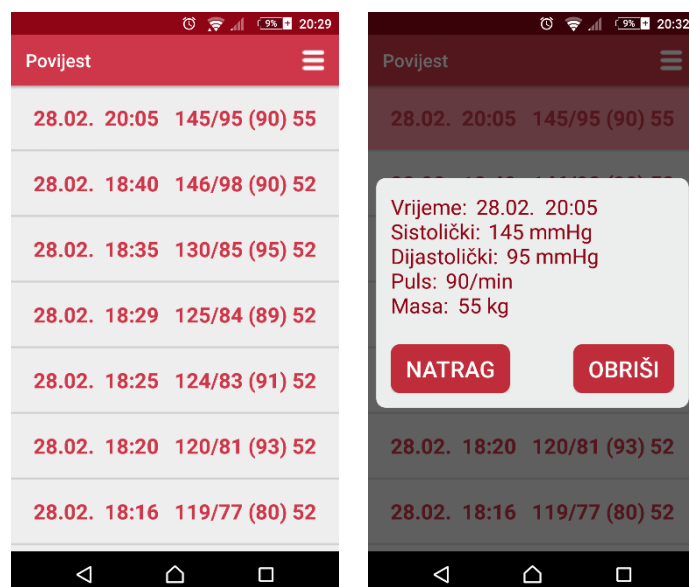 9% 20:29
Povijest
28.02. 20:05 145/95 (90) 55
28.02. 18:40 146/98 (90) 52
28.02. 18:35 130/85 (95) 52
28.02. 18:29 125/84 (89) 52
28.02. 18:25 124/83 (91) 52
28.02. 18:20 120/81 (93) 52
28.02. 18:16 119/77 (80) 52
9% 20:32
Povijest
28.02. 20:05 145/95 (90) 55
Vrijeme: 28.02. 20:05
Sistolički: 145 mmHg
Dijastolički: 95 mmHg
Puls: 90/min
Masa: 55 kg
NATRAG OBRIŠI
28.02. 18:20 120/81 (93) 52
28.02. 18:16 119/77 (80) 52